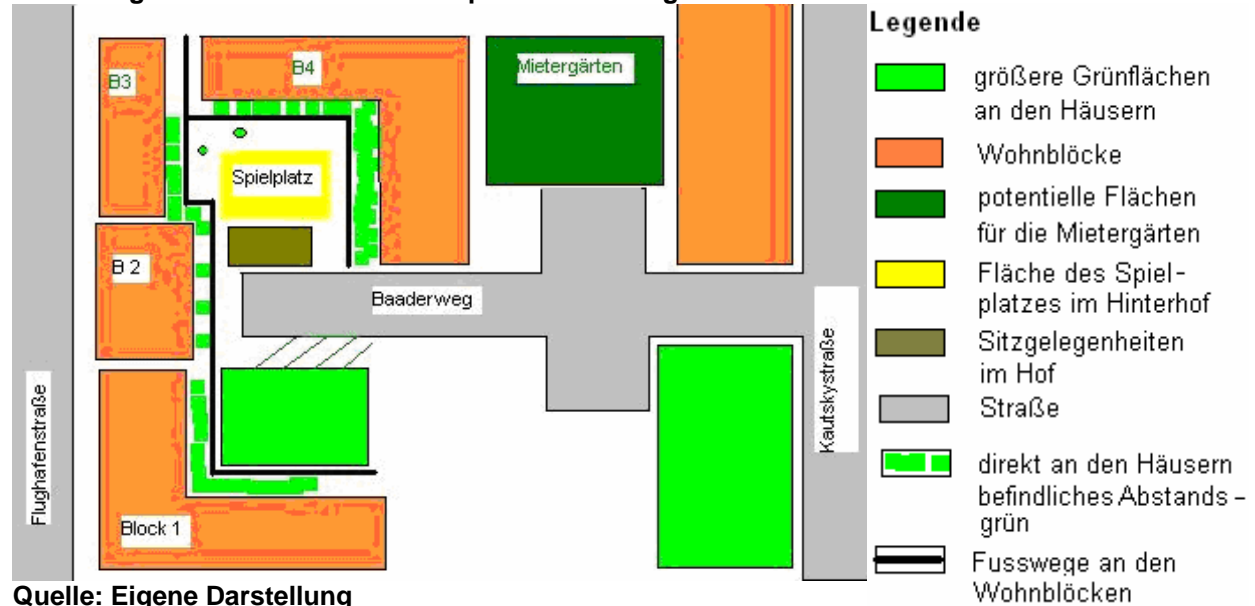 B3
B4
Mietergärten
Spielplatz
B 2
Baaderweg
Flughafenstraße
Kautskystraße
Block 1
Legende
größere Grünflächen
an den Häusern
Wohnblöcke
potentielle Flächen
für die Mietergärten
Fläche des Spiel-
platzes im Hinterhof
Sitzgelegenheiten
im Hof
Straße
direkt an den Häusern
befindliches Abstands-
grün
Fusswege an den
Wohnblöcken
Quelle: Eigene Darstellung